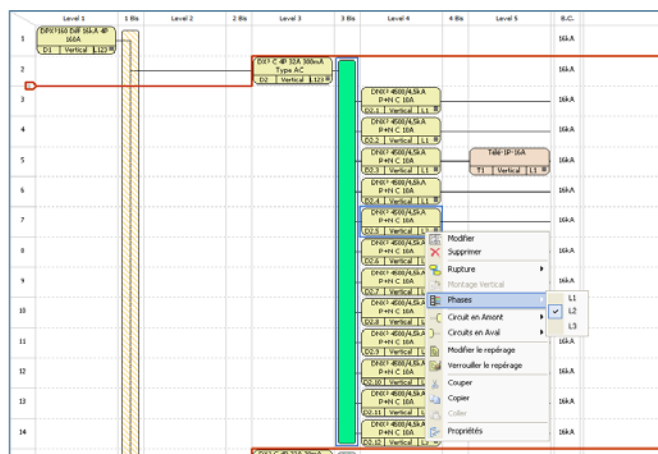 Level 1 1 Bis Level 2 2 Bis Level 3 3 Bis Level 4 4 Bis Level 5 B.C.
1
DPX³160 Diff 16kA 4P
160A
D1 Vertical L123
16kA
2
DX³ C 4P 32A 300mA
Type AC
D2 Vertical L123
16kA
3
DNX³ 4500/4,5kA
P+N C 10A
D2.1 Vertical L1
16kA
4
DNX³ 4500/4,5kA
P+N C 10A
D2.2 Vertical L1
16kA
5
DNX³ 4500/4,5kA
P+N C 10A
D2.3 Vertical L1
Télé-1P-16A
T1 Vertical L1
16kA
6
DNX³ 4500/4,5kA
P+N C 10A
D2.4 Vertical L1
16kA
7
DNX³ 4500/4,5kA
P+N C 10A
D2.5 Vertical
16kA
8
DNX³ 4500/4,5kA
P+N C 10A
D2.6 Vertical
16kA
9
DNX³ 4500/4,5kA
P+N C 10A
D2.7 Vertical
16kA
10
DNX³ 4500/4,5kA
P+N C 10A
D2.8 Vertical
16kA
11
DNX³ 4500/4,5kA
P+N C 10A
D2.9 Vertical
16kA
12
DNX³ 4500/4,5kA
P+N C 10A
D2.10 Vertical
16kA
13
DNX³ 4500/4,5kA
P+N C 10A
D2.11 Vertical
16kA
14
DNX³ 4500/4,5kA
P+N C 10A
D2.12 Vertical
16kA
Modifier
Supprimer
Rupture
Montage Vertical
Phases
Circuit en Amont
Circuits en Aval
Modifier le repérage
Verrouiller le repérage
Couper
Copier
Coller
Propriétés
L1
L2
L3